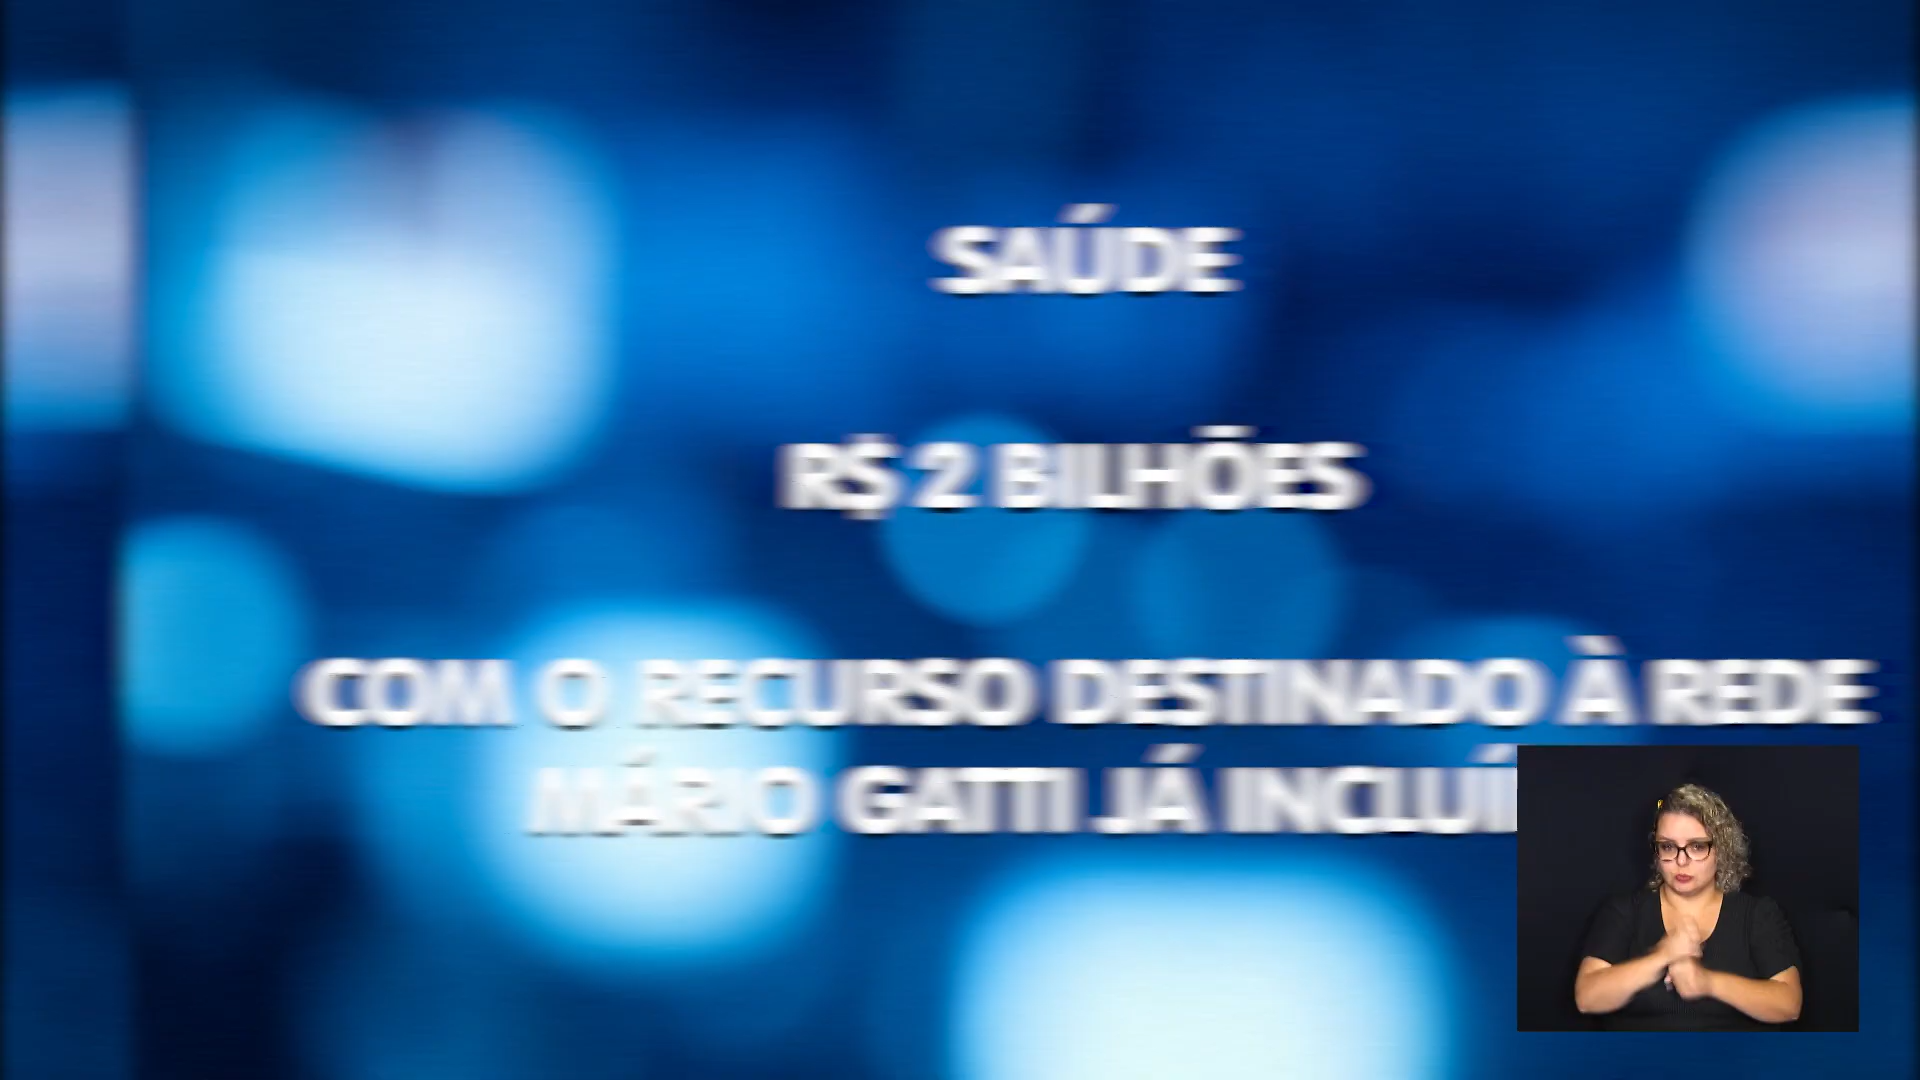 SAÚDE
R$ 2 BILHÕES
COM O RECURSO DESTINADO À REDE
MÁRIO GATTI JÁ